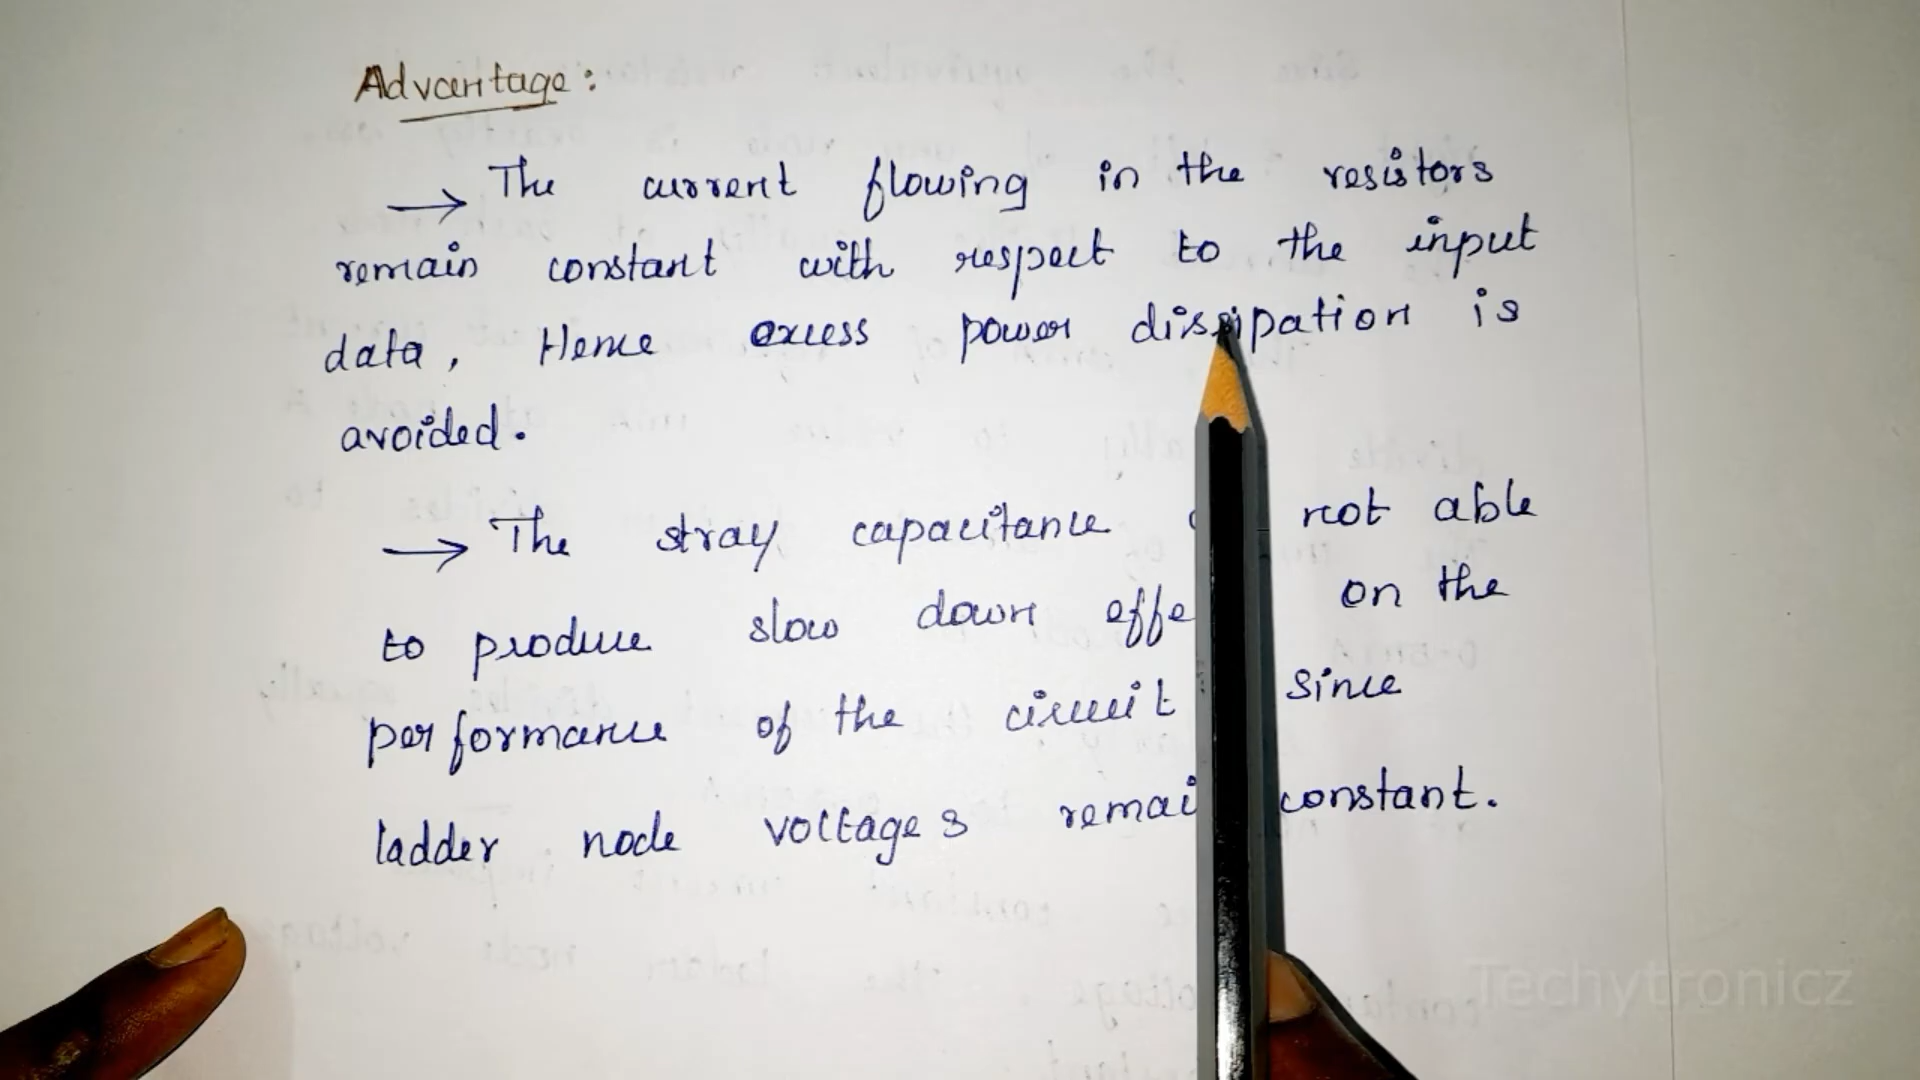 Advantage:
→ The current flowing in the resistors
remain constant with respect to the input
data, Hence excess power dissipation is
avoided.
→ The stray capacitance not able
to produce slow down effe on the
performance of the circuit since
ladder node voltages remai constant.
Techytronicz